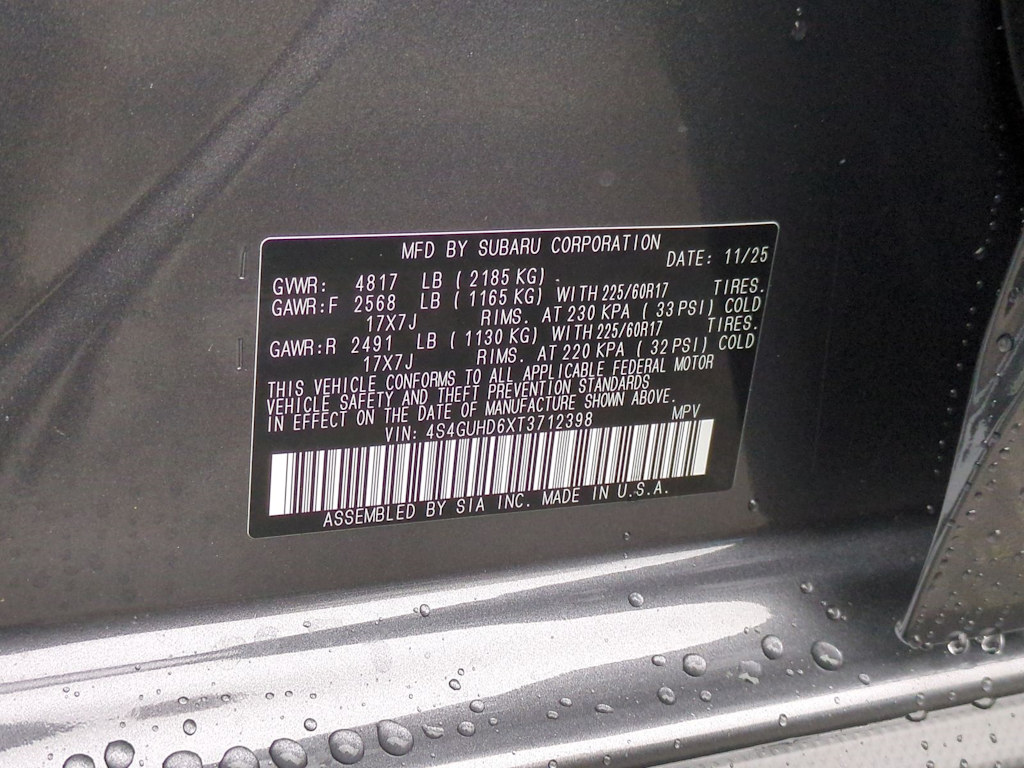 MFD BY SUBARU CORPORATION
DATE: 11/25
GVWR: 4817 LB (2185 KG)
GAWR:F 2568 LB (1165 KG) WITH 225/60R17 TIRES.
17X7J RIMS. AT 230 KPA (33 PSI) COLD
GAWR:R 2491 LB (1130 KG) WITH 225/60R17 TIRES.
17X7J RIMS. AT 220 KPA (32 PSI) COLD
THIS VEHICLE CONFORMS TO ALL APPLICABLE FEDERAL MOTOR
VEHICLE SAFETY AND THEFT PREVENTION STANDARDS
IN EFFECT ON THE DATE OF MANUFACTURE SHOWN ABOVE.
VIN: 4S4GUHD6XT3712398 MPV
ASSEMBLED BY SIA INC. MADE IN U.S.A.